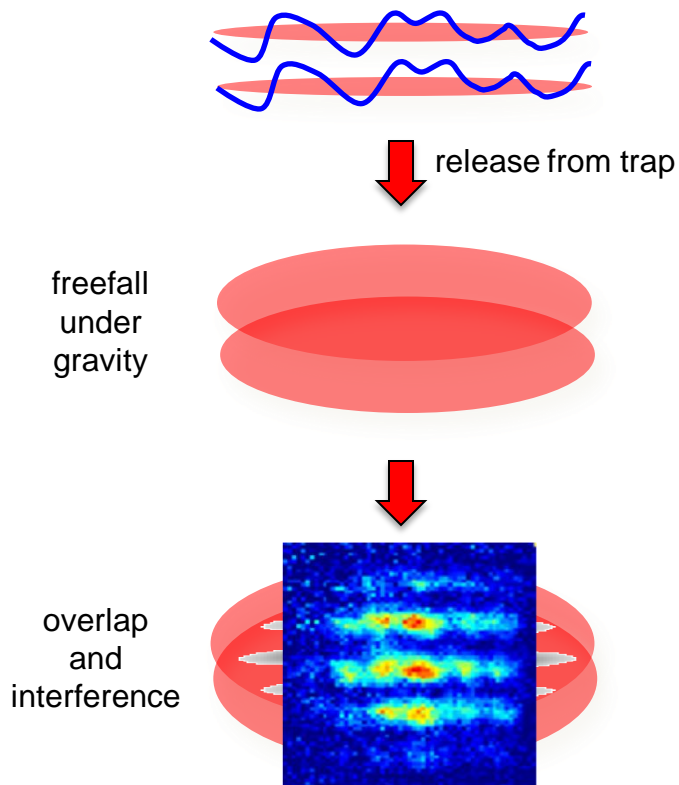 release from trap
freefall
under
gravity
overlap
and
interference